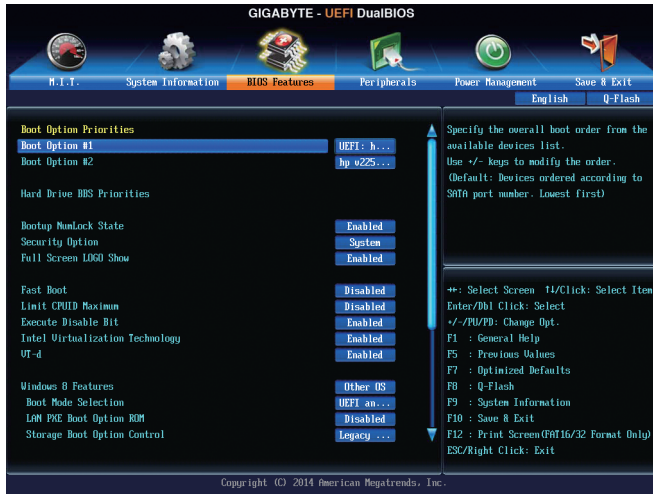 GIGABYTE - UEFI DualBIOS
M.I.T. System Information BIOS Features Peripherals Power Management Save & Exit
English Q-Flash
Boot Option Priorities
Boot Option #1 UEFI: h...
Boot Option #2 hp v225...
Hard Drive BBS Priorities
Bootup NumLock State Enabled
Security Option System
Full Screen LOGO Show Enabled
Fast Boot Disabled
Limit CPUID Maximum Disabled
Execute Disable Bit Enabled
Intel Virtualization Technology Enabled
VT-d Enabled
Windows 8 Features Other OS
Boot Mode Selection UEFI an...
LAN PXE Boot Option ROM Disabled
Storage Boot Option Control Legacy ...
Specify the overall boot order from the
available devices list.
Use +/- keys to modify the order.
(Default: Devices ordered according to
SATA port number. Lowest first)
→←: Select Screen ↑↓/Click: Select Item
Enter/Dbl Click: Select
+/-/PU/PD: Change Opt.
F1 : General Help
F5 : Previous Values
F7 : Optimized Defaults
F8 : Q-Flash
F9 : System Information
F10 : Save & Exit
F12 : Print Screen(FAT16/32 Format Only)
ESC/Right Click: Exit
Copyright (C) 2014 American Megatrends, Inc.